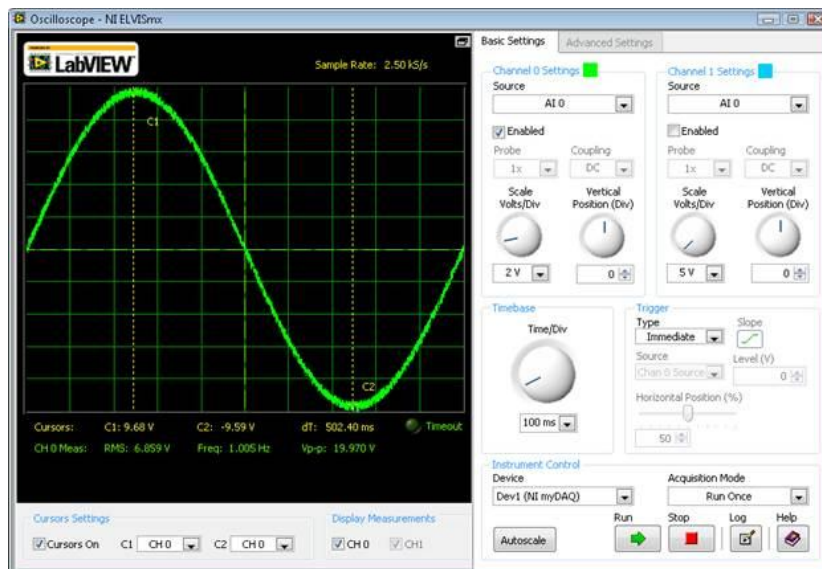 Oscilloscope - NI ELVISmx
LabVIEW
Sample Rate: 2.50 kS/s
C1
C2
Cursors: C1: 9.68 V C2: -9.59 V dT: 502.40 ms Timeout
CH 0 Meas: RMS: 6.859 V Freq: 1.005 Hz Vp-p: 19.970 V
Cursors Settings
Cursors On C1 CH 0 C2 CH 0
Display Measurements
CH 0 CH1
Basic Settings Advanced Settings
Channel 0 Settings
Source
AI 0
Enabled
Probe Coupling
1x DC
Scale Volts/Div
Vertical Position (Div)
2 V 0
Channel 1 Settings
Source
AI 0
Enabled
Probe Coupling
1x DC
Scale Volts/Div
Vertical Position (Div)
5 V 0
Timebase
Time/Div
100 ms
Trigger
Type Slope
Immediate
Source Level (V)
Chan 0 Source 0
Horizontal Position (%)
50
Instrument Control
Device Acquisition Mode
Dev1 (NI myDAQ) Run Once
Run Stop Log Help
Autoscale